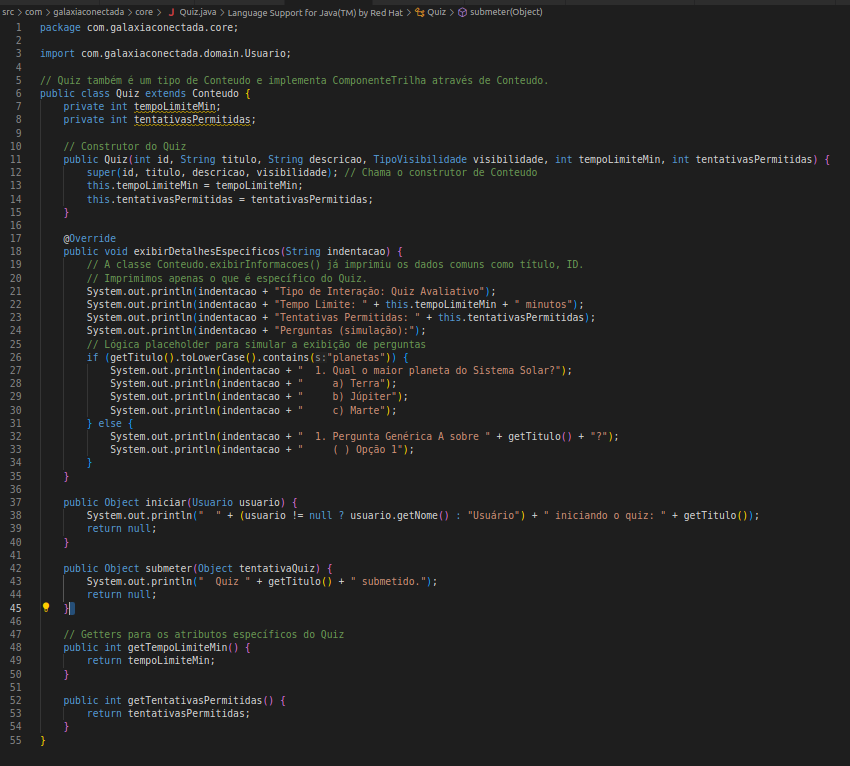 src > com > galaxiaconectada > core > J Quiz.java > Language Support for Java(TM) by Red Hat > Quiz > submeter(Object)
1 package com.galaxiaconectada.core;
2
3 import com.galaxiaconectada.domain.Usuario;
4
5 // Quiz também é um tipo de Conteudo e implementa ComponenteTrilha através de Conteudo.
6 public class Quiz extends Conteudo {
7     private int tempoLimiteMin;
8     private int tentativasPermitidas;
9
10     // Construtor do Quiz
11     public Quiz(int id, String titulo, String descricao, TipoVisibilidade visibilidade, int tempoLimiteMin, int tentativasPermitidas) {
12         super(id, titulo, descricao, visibilidade); // Chama o construtor de Conteudo
13         this.tempoLimiteMin = tempoLimiteMin;
14         this.tentativasPermitidas = tentativasPermitidas;
15     }
16
17     @Override
18     public void exibirDetalhesEspecificos(String indentacao) {
19         // A classe Conteudo.exibirInformacoes() já imprimiu os dados comuns como título, ID.
20         // Imprimimos apenas o que é específico do Quiz.
21         System.out.println(indentacao + "Tipo de Interação: Quiz Avaliativo");
22         System.out.println(indentacao + "Tempo Limite: " + this.tempoLimiteMin + " minutos");
23         System.out.println(indentacao + "Tentativas Permitidas: " + this.tentativasPermitidas);
24         System.out.println(indentacao + "Perguntas (simulação):");
25         // Lógica placeholder para simular a exibição de perguntas
26         if (getTitulo().toLowerCase().contains(s:"planetas")) {
27             System.out.println(indentacao + "  1. Qual o maior planeta do Sistema Solar?");
28             System.out.println(indentacao + "     a) Terra");
29             System.out.println(indentacao + "     b) Júpiter");
30             System.out.println(indentacao + "     c) Marte");
31         } else {
32             System.out.println(indentacao + "  1. Pergunta Genérica A sobre " + getTitulo() + "?");
33             System.out.println(indentacao + "     ( ) Opção 1");
34         }
35     }
36
37     public Object iniciar(Usuario usuario) {
38         System.out.println("  " + (usuario != null ? usuario.getNome() : "Usuário") + " iniciando o quiz: " + getTitulo());
39         return null;
40     }
41
42     public Object submeter(Object tentativaQuiz) {
43         System.out.println("  Quiz " + getTitulo() + " submetido.");
44         return null;
45     }
46
47     // Getters para os atributos específicos do Quiz
48     public int getTempoLimiteMin() {
49         return tempoLimiteMin;
50     }
51
52     public int getTentativasPermitidas() {
53         return tentativasPermitidas;
54     }
55 }